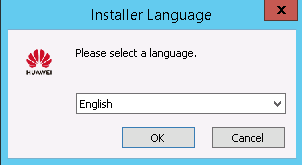 Installer Language
x
Please select a language.
HUAWEI
English
OK
Cancel